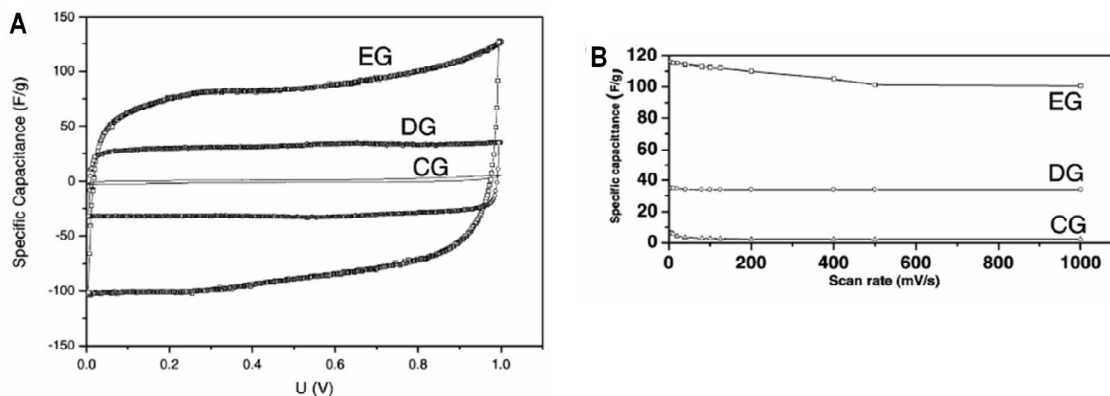 A
Specific Capacitance (F/g)
150
100
50
0
-50
-100
-150
EG
DG
CG
0.0 0.2 0.4 0.6 0.8 1.0
U (V)
B
Specific capacitance (F/g)
120
100
80
60
40
20
0
EG
DG
CG
0 200 400 600 800 1000
Scan rate (mV/s)